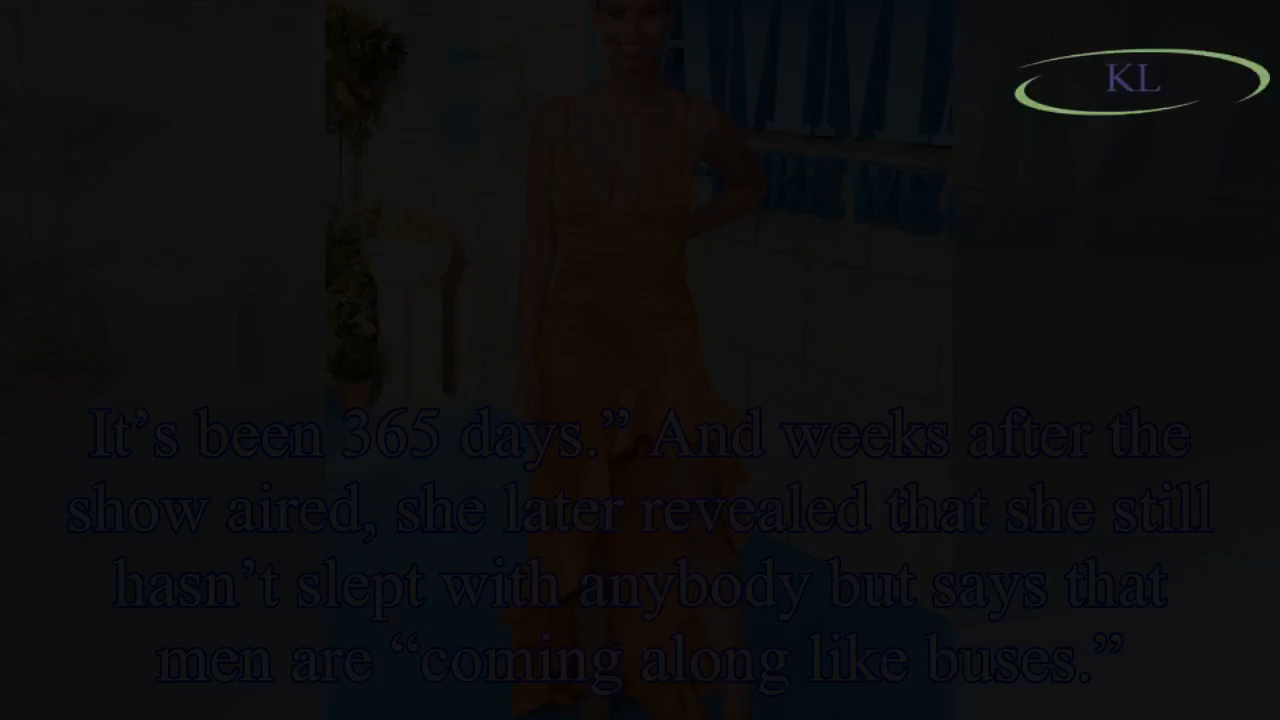 KL
It’s been 365 days.” And weeks after the
show aired, she later revealed that she still
hasn’t slept with anybody but says that
men are “coming along like buses.”